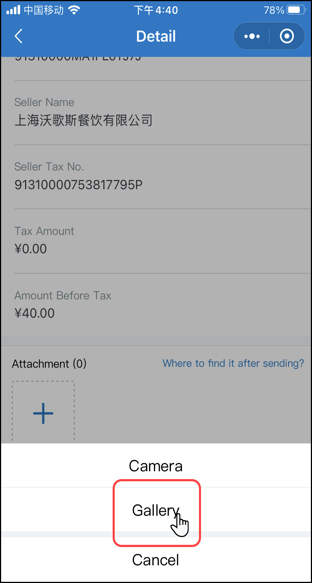 中国移动
下午4:40
78%
Detail
Seller Name
上海沃歌斯餐饮有限公司
Seller Tax No.
91310000753817795P
Tax Amount
¥0.00
Amount Before Tax
¥40.00
Attachment (0)
Where to find it after sending?
Camera
Gallery
Cancel